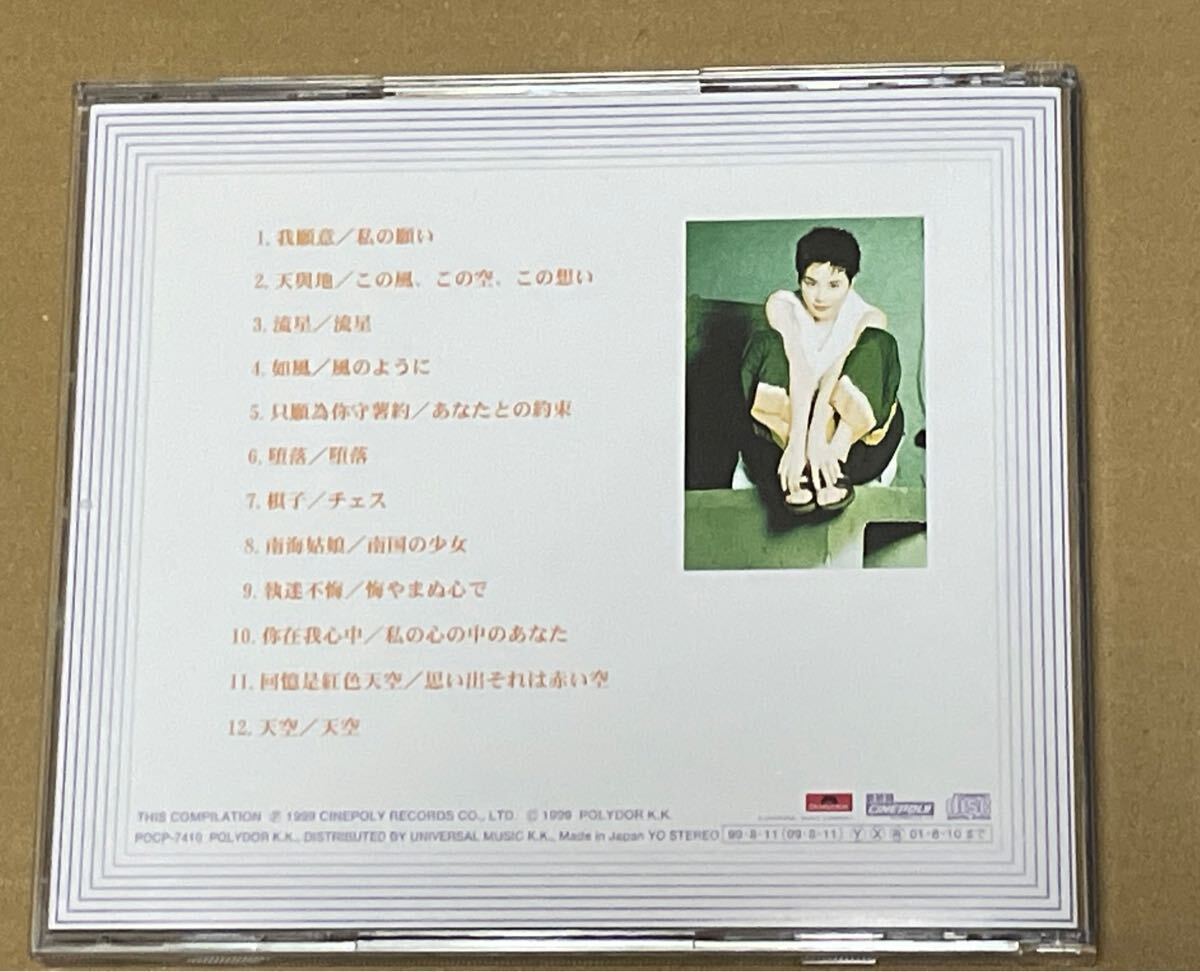 1. 我願意／私の願い
2. 天與地／この風、この空、この想い
3. 流星／流星
4. 如風／風のように
5. 只願為你守著約／あなたとの約束
6. 堕落／堕落
7. 棋子／チェス
8. 南海姑娘／南国の少女
9. 執迷不悔／悔やまぬ心で
10. 你在我心中／私の心の中のあなた
11. 回憶是紅色天空／思い出それは赤い空
12. 天空／天空
THIS COMPILATION ℗ 1999 CINEPOLY RECORDS CO., LTD. © 1999 POLYDOR K.K.
CINEPOLY
POCP-7410 POLYDOR K.K., DISTRIBUTED BY UNIVERSAL MUSIC K.K., Made in Japan YO STEREO 99·8·11 (09·8·11) Y X 再 01·8·10まで